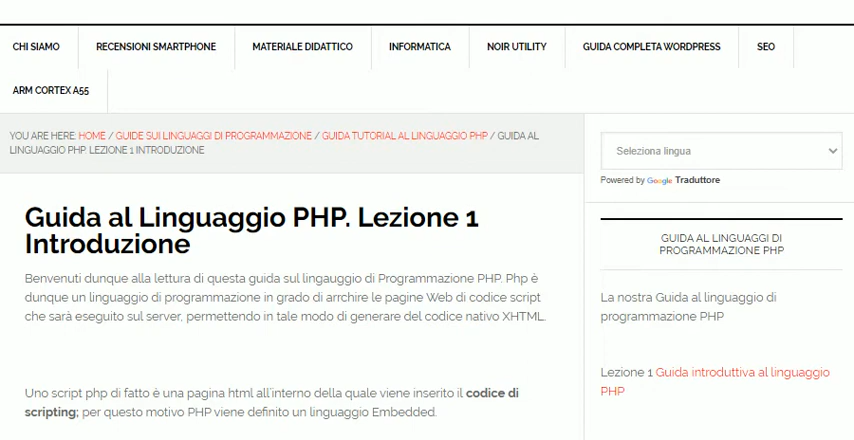 CHI SIAMO
RECENSIONI SMARTPHONE
MATERIALE DIDATTICO
INFORMATICA
NOIR UTILITY
GUIDA COMPLETA WORDPRESS
SEO
ARM CORTEX A55
YOU ARE HERE: HOME / GUIDE SUI LINGUAGGI DI PROGRAMMAZIONE / GUIDA TUTORIAL AL LINGUAGGIO PHP / GUIDA AL
LINGUAGGIO PHP. LEZIONE 1 INTRODUZIONE
Guida al Linguaggio PHP. Lezione 1
Introduzione
Benvenuti dunque alla lettura di questa guida sul lingauggio di Programmazione PHP. Php è
dunque un linguaggio di programmazione in grado di arrchire le pagine Web di codice script
che sarà eseguito sul server, permettendo in tale modo di generare del codice nativo XHTML.
Uno script php di fatto è una pagina html all'interno della quale viene inserito il codice di
scripting; per questo motivo PHP viene definito un linguaggio Embedded.
Seleziona lingua
Powered by Google Traduttore
GUIDA AL LINGUAGGI DI
PROGRAMMAZIONE PHP
La nostra Guida al linguaggio di
programmazione PHP
Lezione 1 Guida introduttiva al linguaggio
PHP